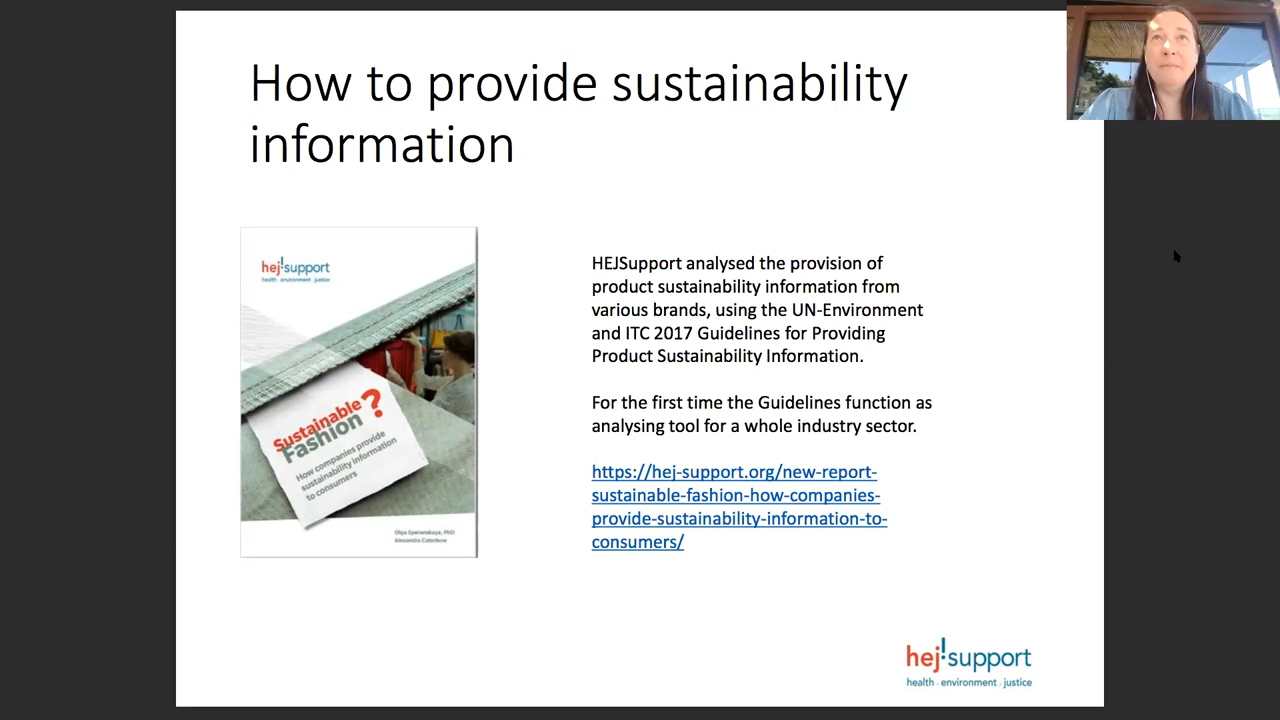 How to provide sustainability
information
hej!support
health . environment . justice
Sustainable
Fashion
?
How companies provide
sustainability information
to consumers
Olga Speranskaya, PhD
Alexandra Caterbow
HEJSupport analysed the provision of
product sustainability information from
various brands, using the UN-Environment
and ITC 2017 Guidelines for Providing
Product Sustainability Information.
For the first time the Guidelines function as
analysing tool for a whole industry sector.
https://hej-support.org/new-report-
sustainable-fashion-how-companies-
provide-sustainability-information-to-
consumers/
hej!support
health . environment . justice